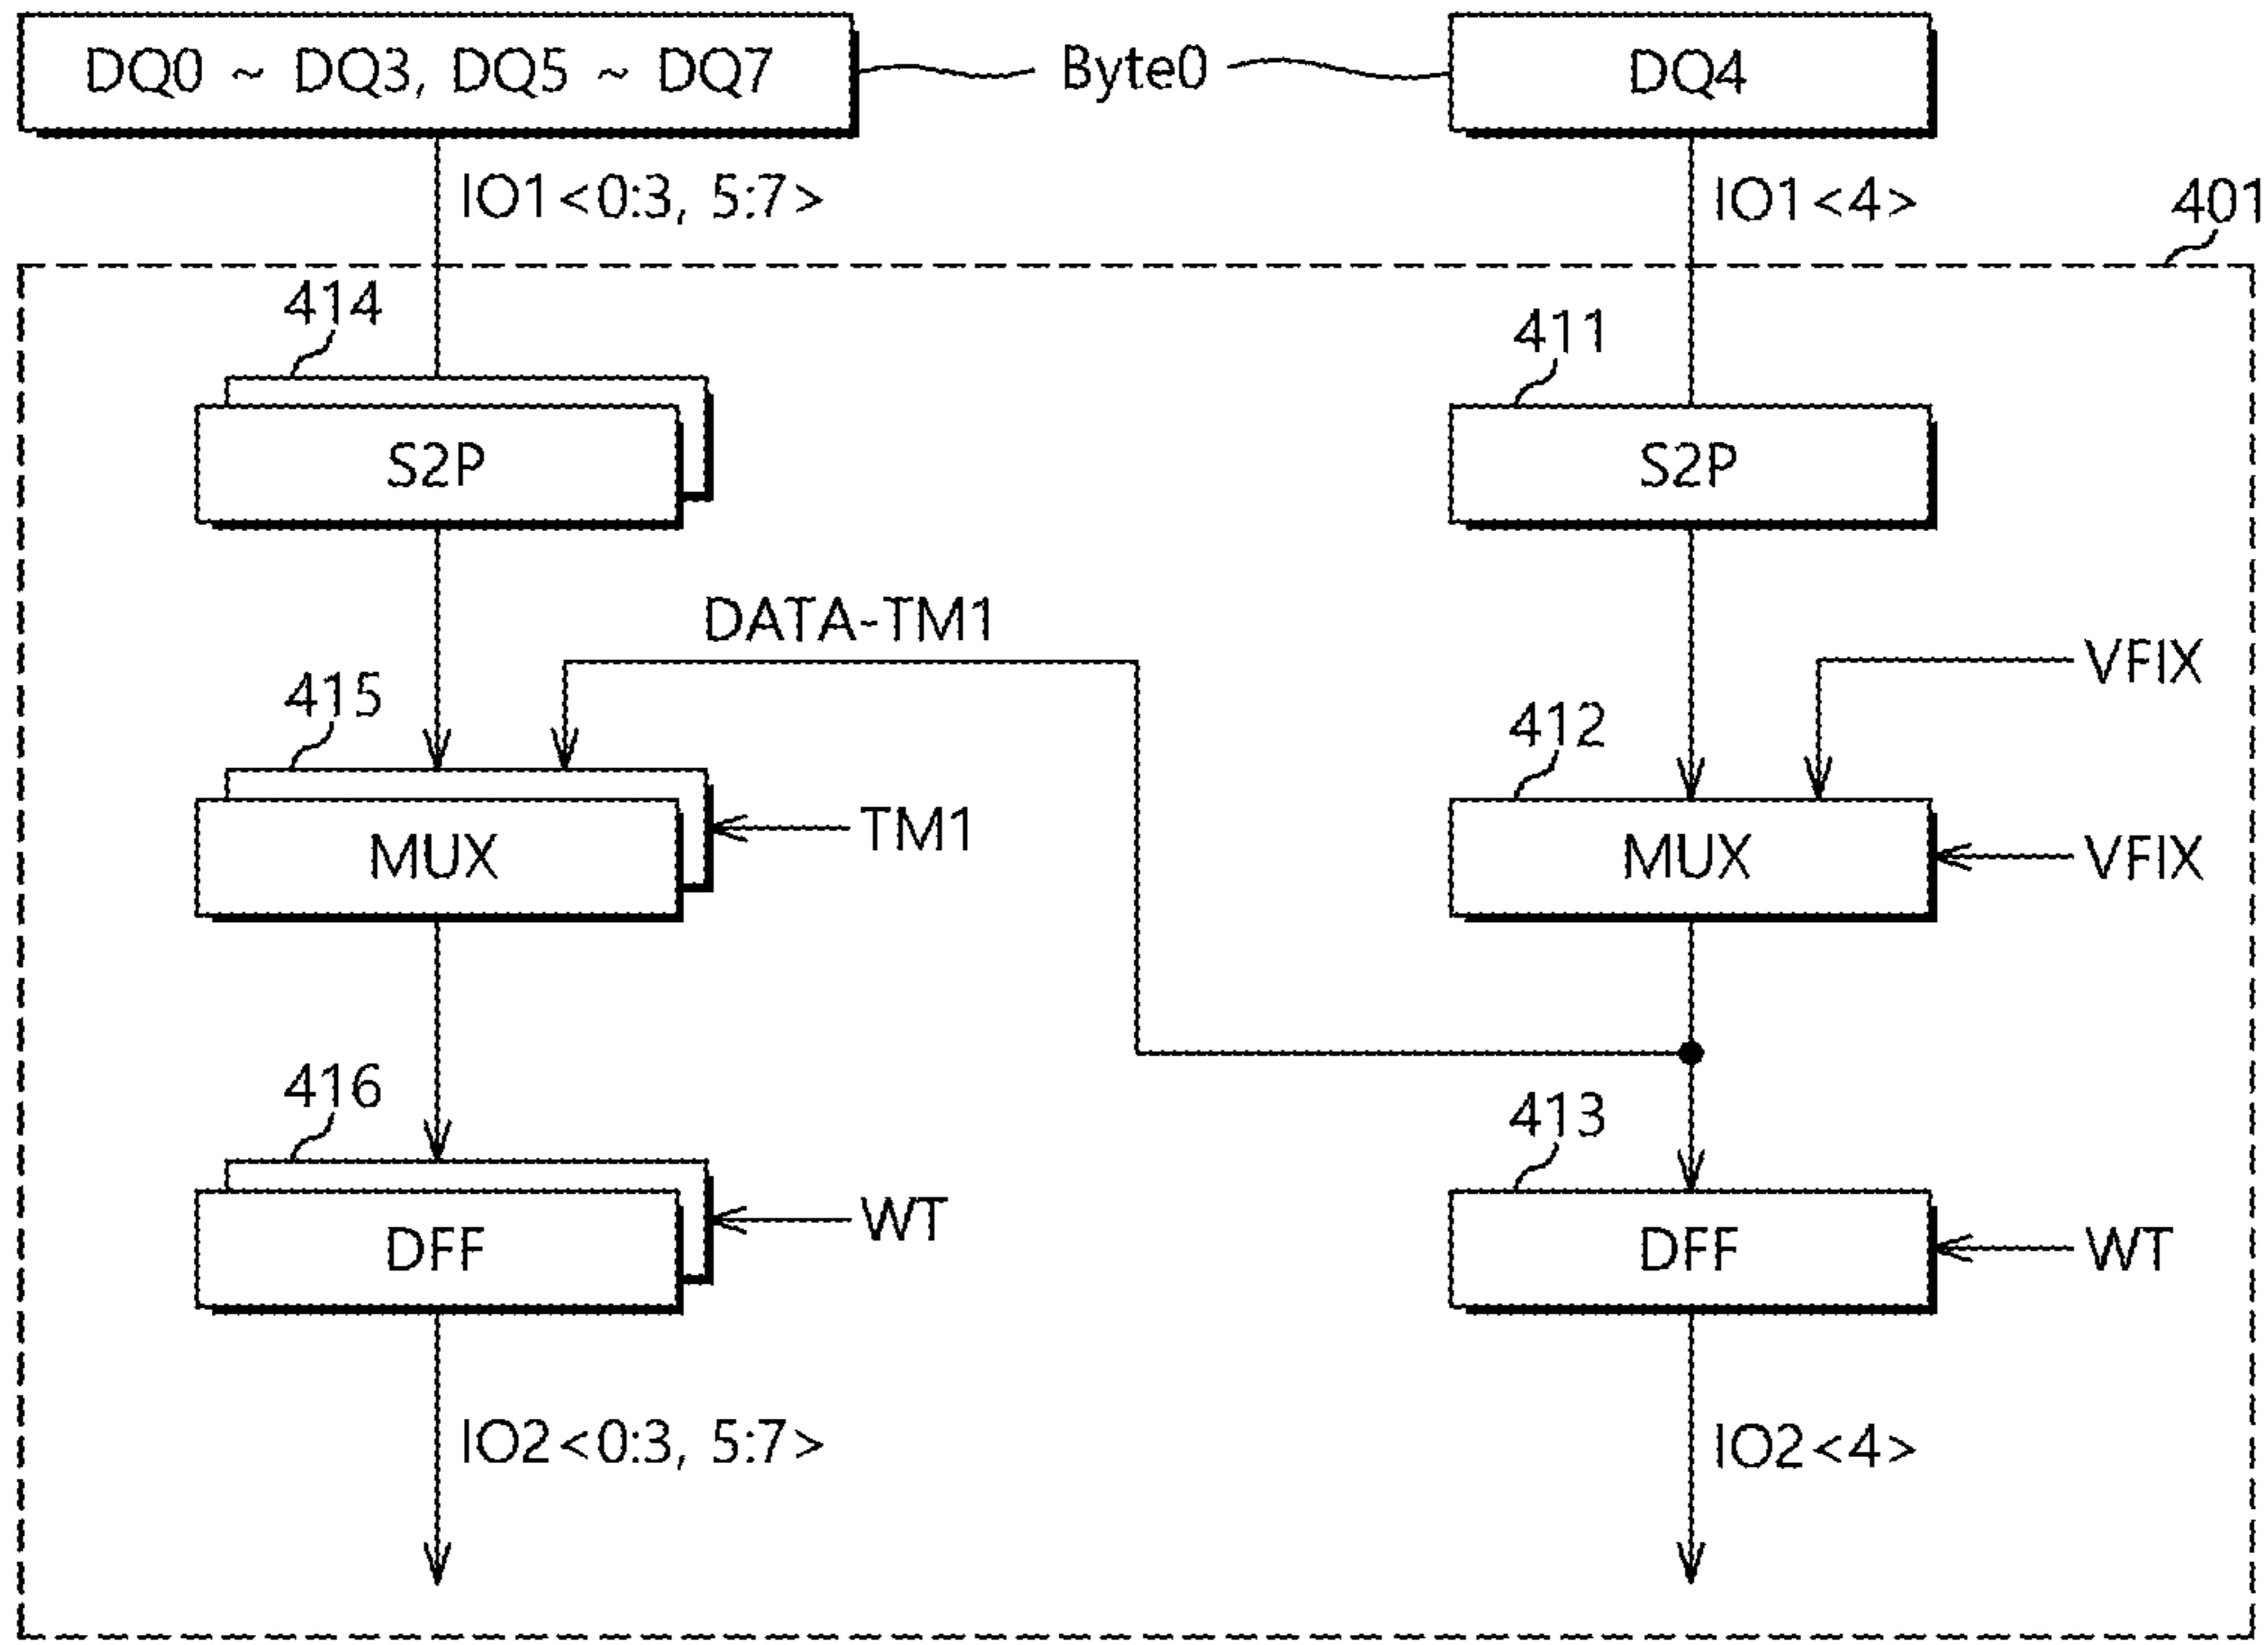 DQ0 ~ DQ3, DQ5 ~ DQ7
Byte0
DQ4
IO1<0:3, 5:7>
IO1<4>
401
414
411
S2P
S2P
DATA-TM1
VFIX
415
412
TM1
MUX
MUX
VFIX
416
413
WT
DFF
DFF
WT
IO2<0:3, 5:7>
IO2<4>